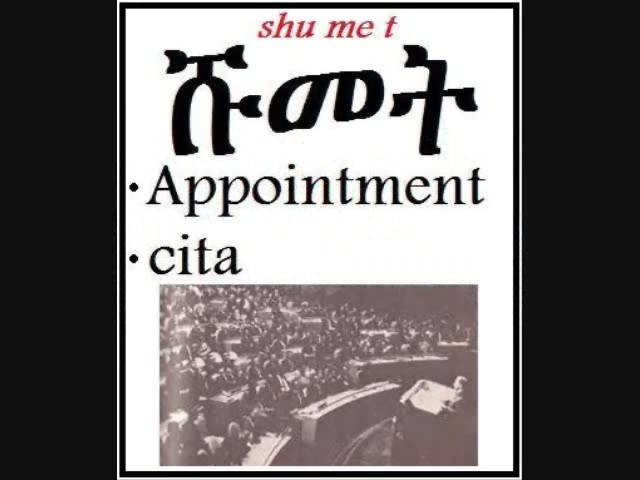 shu me t
ሹመት
· Appointment
· cita